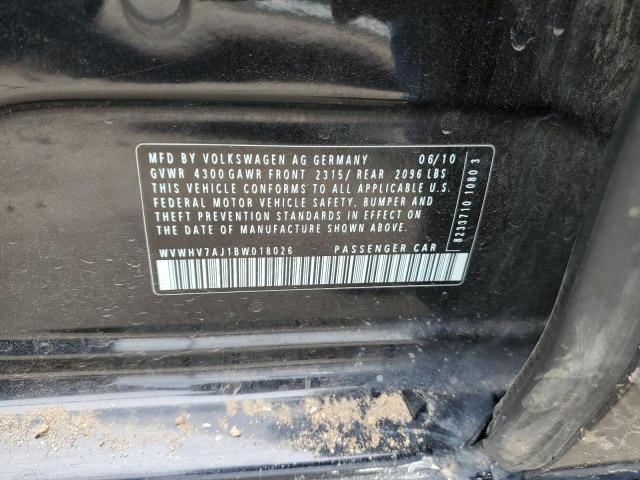 MFD BY VOLKSWAGEN AG GERMANY 06/10
GVWR 4300 GAWR FRONT 2315/ REAR 2096 LBS
THIS VEHICLE CONFORMS TO ALL APPLICABLE U.S.
FEDERAL MOTOR VEHICLE SAFETY, BUMPER AND
THEFT PREVENTION STANDARDS IN EFFECT ON
THE DATE OF MANUFACTURE SHOWN ABOVE.
WVWHV7AJ1BW018026 PASSENGER CAR
8233710 1080 3